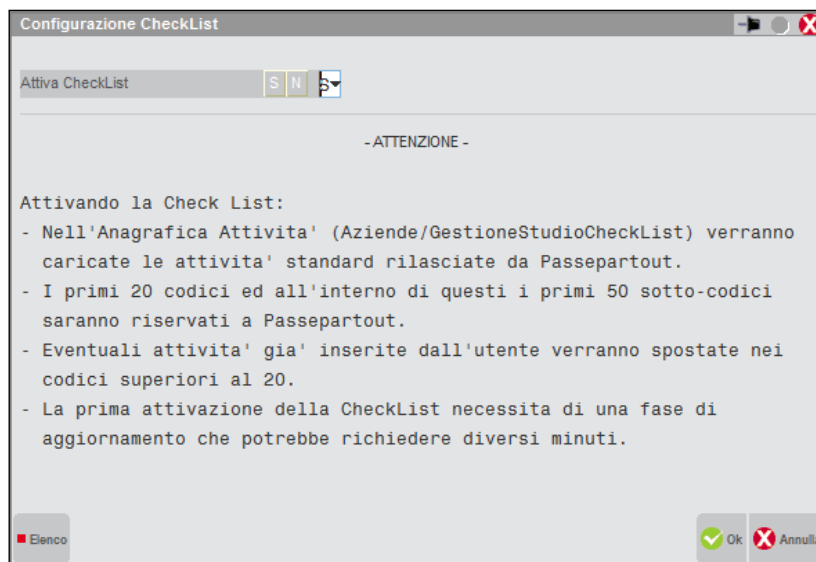 Configurazione CheckList
Attiva CheckList S N S
- ATTENZIONE -
Attivando la Check List:
- Nell'Anagrafica Attivita' (Aziende/GestioneStudioCheckList) verranno
caricate le attivita' standard rilasciate da Passepartout.
- I primi 20 codici ed all'interno di questi i primi 50 sotto-codici
saranno riservati a Passepartout.
- Eventuali attivita' gia' inserite dall'utente verranno spostate nei
codici superiori al 20.
- La prima attivazione della CheckList necessita di una fase di
aggiornamento che potrebbe richiedere diversi minuti.
Elenco Ok Annulla